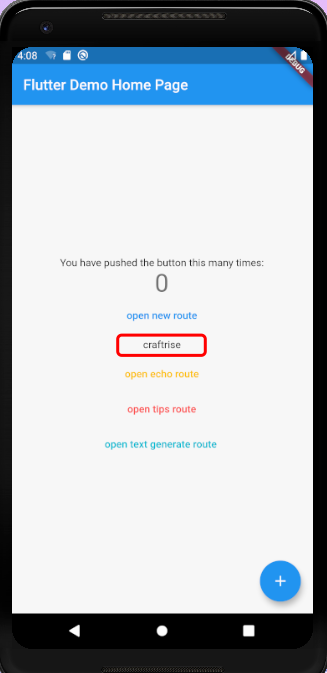 4:08
DEBUG
Flutter Demo Home Page
You have pushed the button this many times:
0
open new route
craftrise
open echo route
open tips route
open text generate route
+